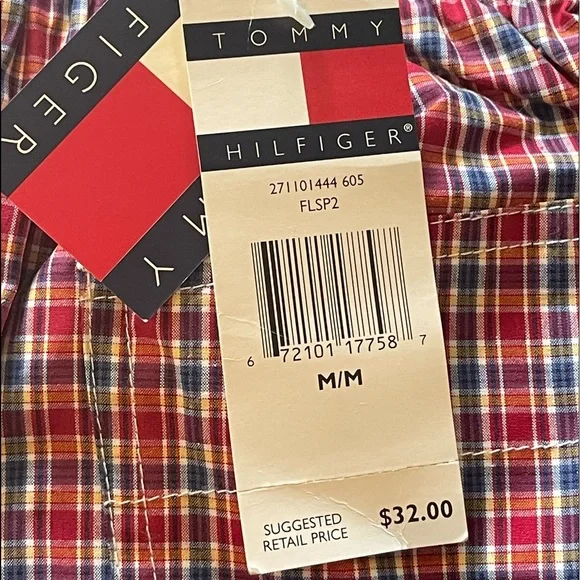 TOMMY
HILFIGER®
271101444 605
FLSP2
6 72101 17758 7
M/M
SUGGESTED
RETAIL PRICE $32.00
FIGER
MY